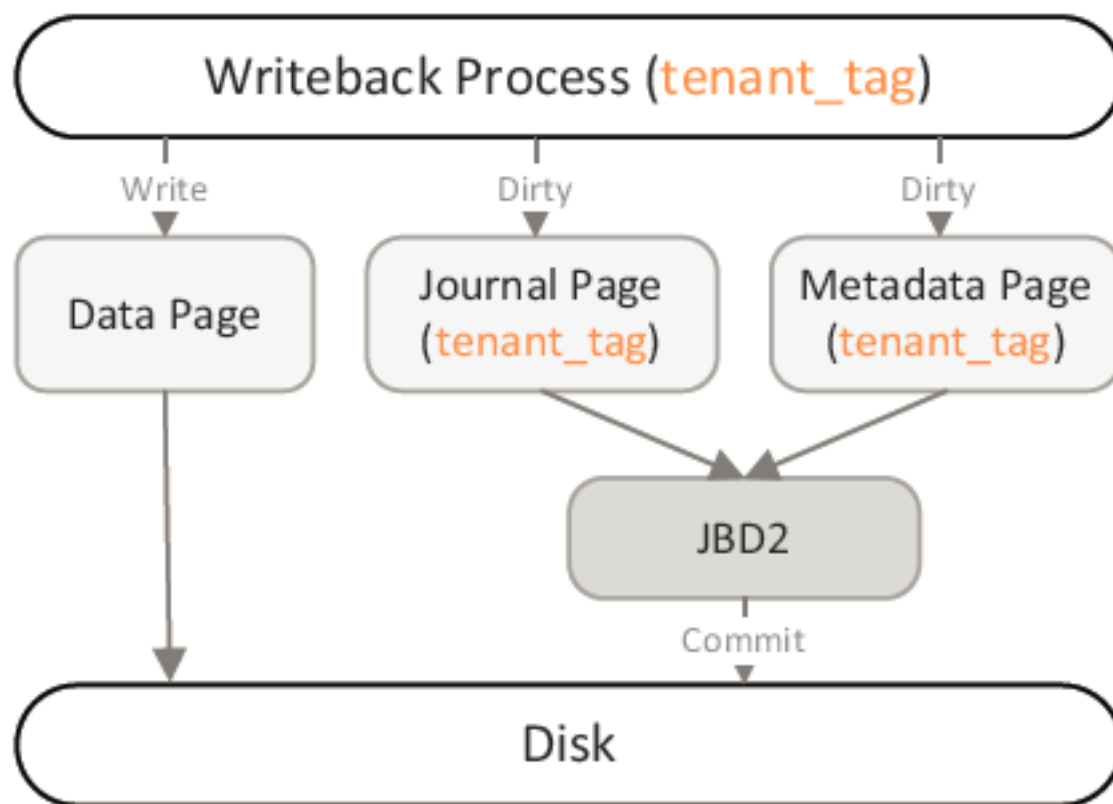 Writeback Process (tenant_tag)
Write
Dirty
Dirty
Data Page
Journal Page
(tenant_tag)
Metadata Page
(tenant_tag)
JBD2
Commit
Disk